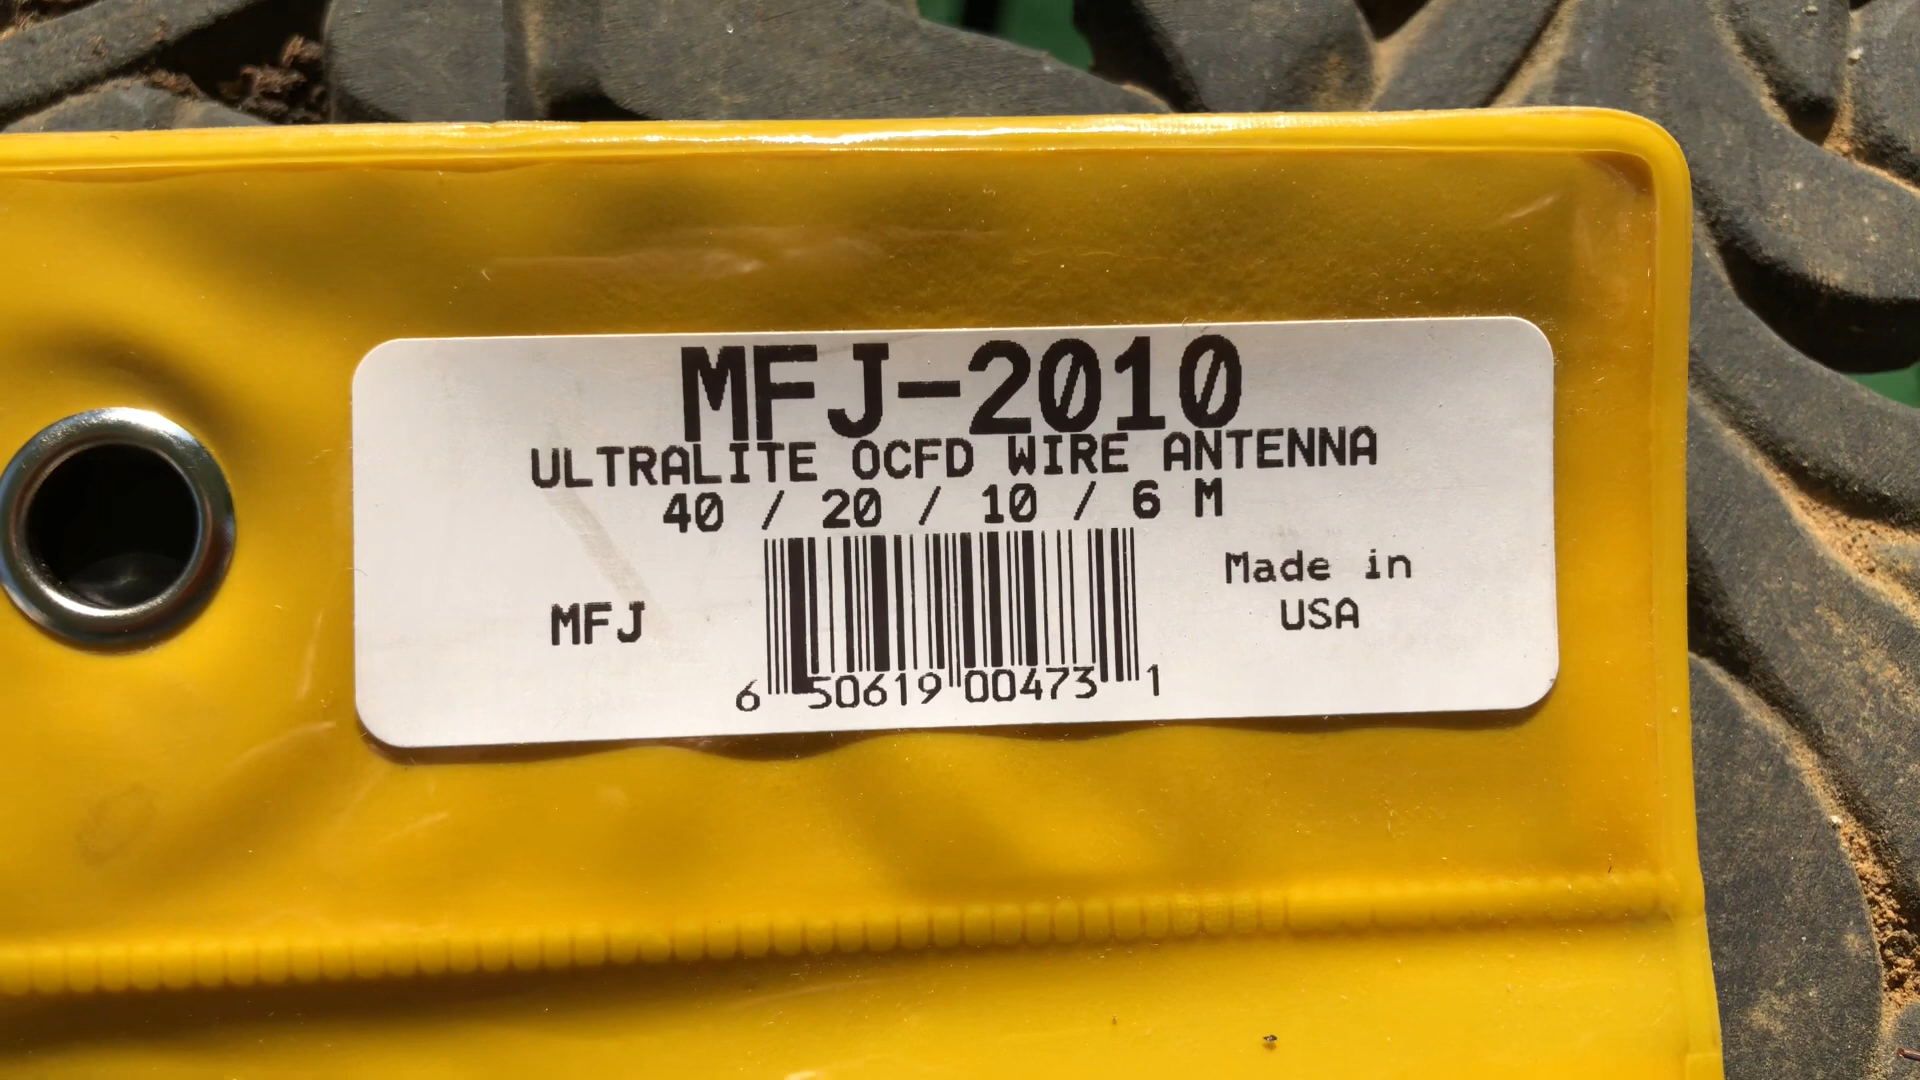 MFJ-2010
ULTRALITE OCFD WIRE ANTENNA
40 / 20 / 10 / 6 M
MFJ
Made in
USA
6 50619 00473 1